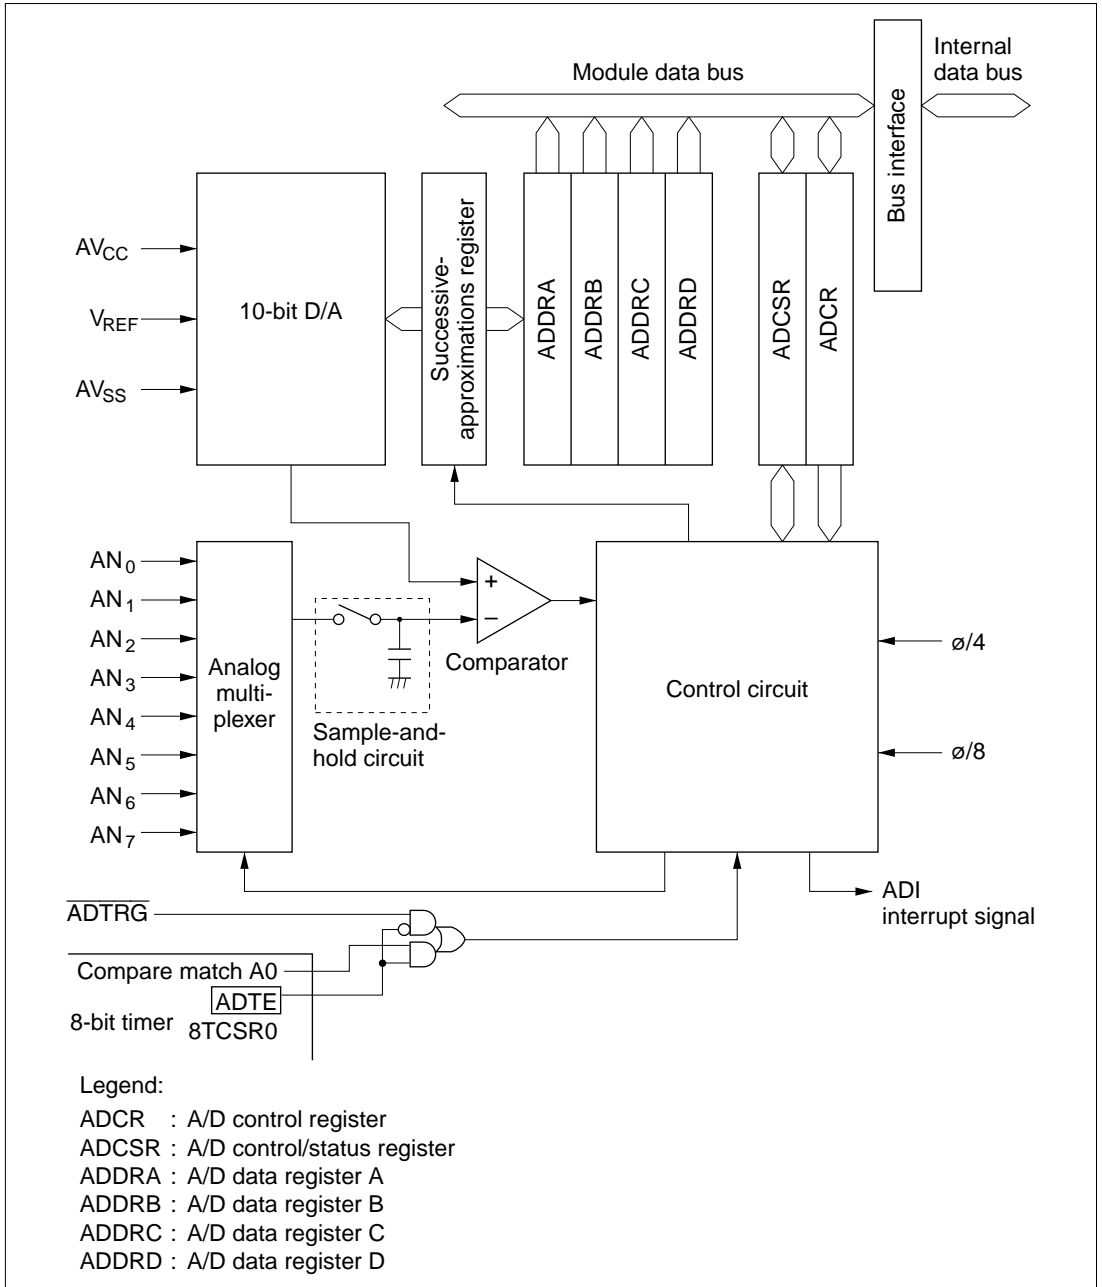 Internal
data bus
Module data bus
Bus interface
AVCC
VREF
AVSS
10-bit D/A
Successive-
approximations register
ADDRA
ADDRB
ADDRC
ADDRD
ADCSR
ADCR
AN0
AN1
AN2
AN3
AN4
AN5
AN6
AN7
Analog
multi-
plexer
Sample-and-
hold circuit
+
−
Comparator
Control circuit
ø/4
ø/8
ADI
interrupt signal
ADTRG
Compare match A0
ADTE
8-bit timer
8TCSR0
Legend:
ADCR : A/D control register
ADCSR : A/D control/status register
ADDRA : A/D data register A
ADDRB : A/D data register B
ADDRC : A/D data register C
ADDRD : A/D data register D